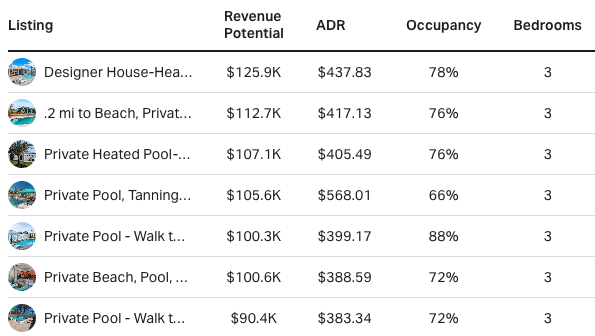 Listing Revenue Potential ADR Occupancy Bedrooms
Designer House-Hea... $125.9K $437.83 78% 3
.2 mi to Beach, Privat... $112.7K $417.13 76% 3
Private Heated Pool-... $107.1K $405.49 76% 3
Private Pool, Tanning... $105.6K $568.01 66% 3
Private Pool - Walk t... $100.3K $399.17 88% 3
Private Beach, Pool, ... $100.6K $388.59 72% 3
Private Pool - Walk t... $90.4K $383.34 72% 3